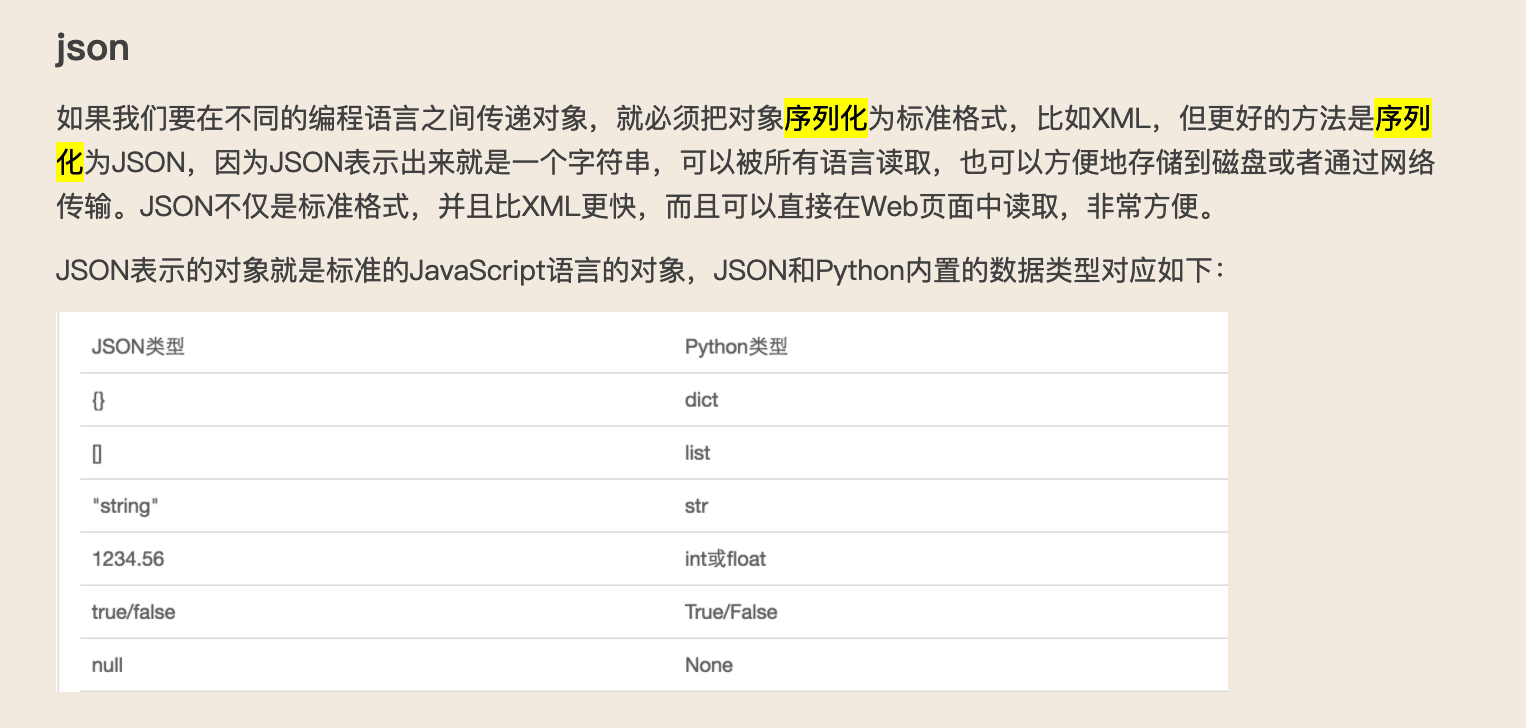 json
如果我们要在不同的编程语言之间传递对象，就必须把对象序列化为标准格式，比如XML，但更好的方法是序列
化为JSON，因为JSON表示出来就是一个字符串，可以被所有语言读取，也可以方便地存储到磁盘或者通过网络
传输。JSON不仅是标准格式，并且比XML更快，而且可以直接在Web页面中读取，非常方便。
JSON表示的对象就是标准的JavaScript语言的对象，JSON和Python内置的数据类型对应如下：
JSON类型 Python类型
{} dict
[] list
"string" str
1234.56 int或float
true/false True/False
null None